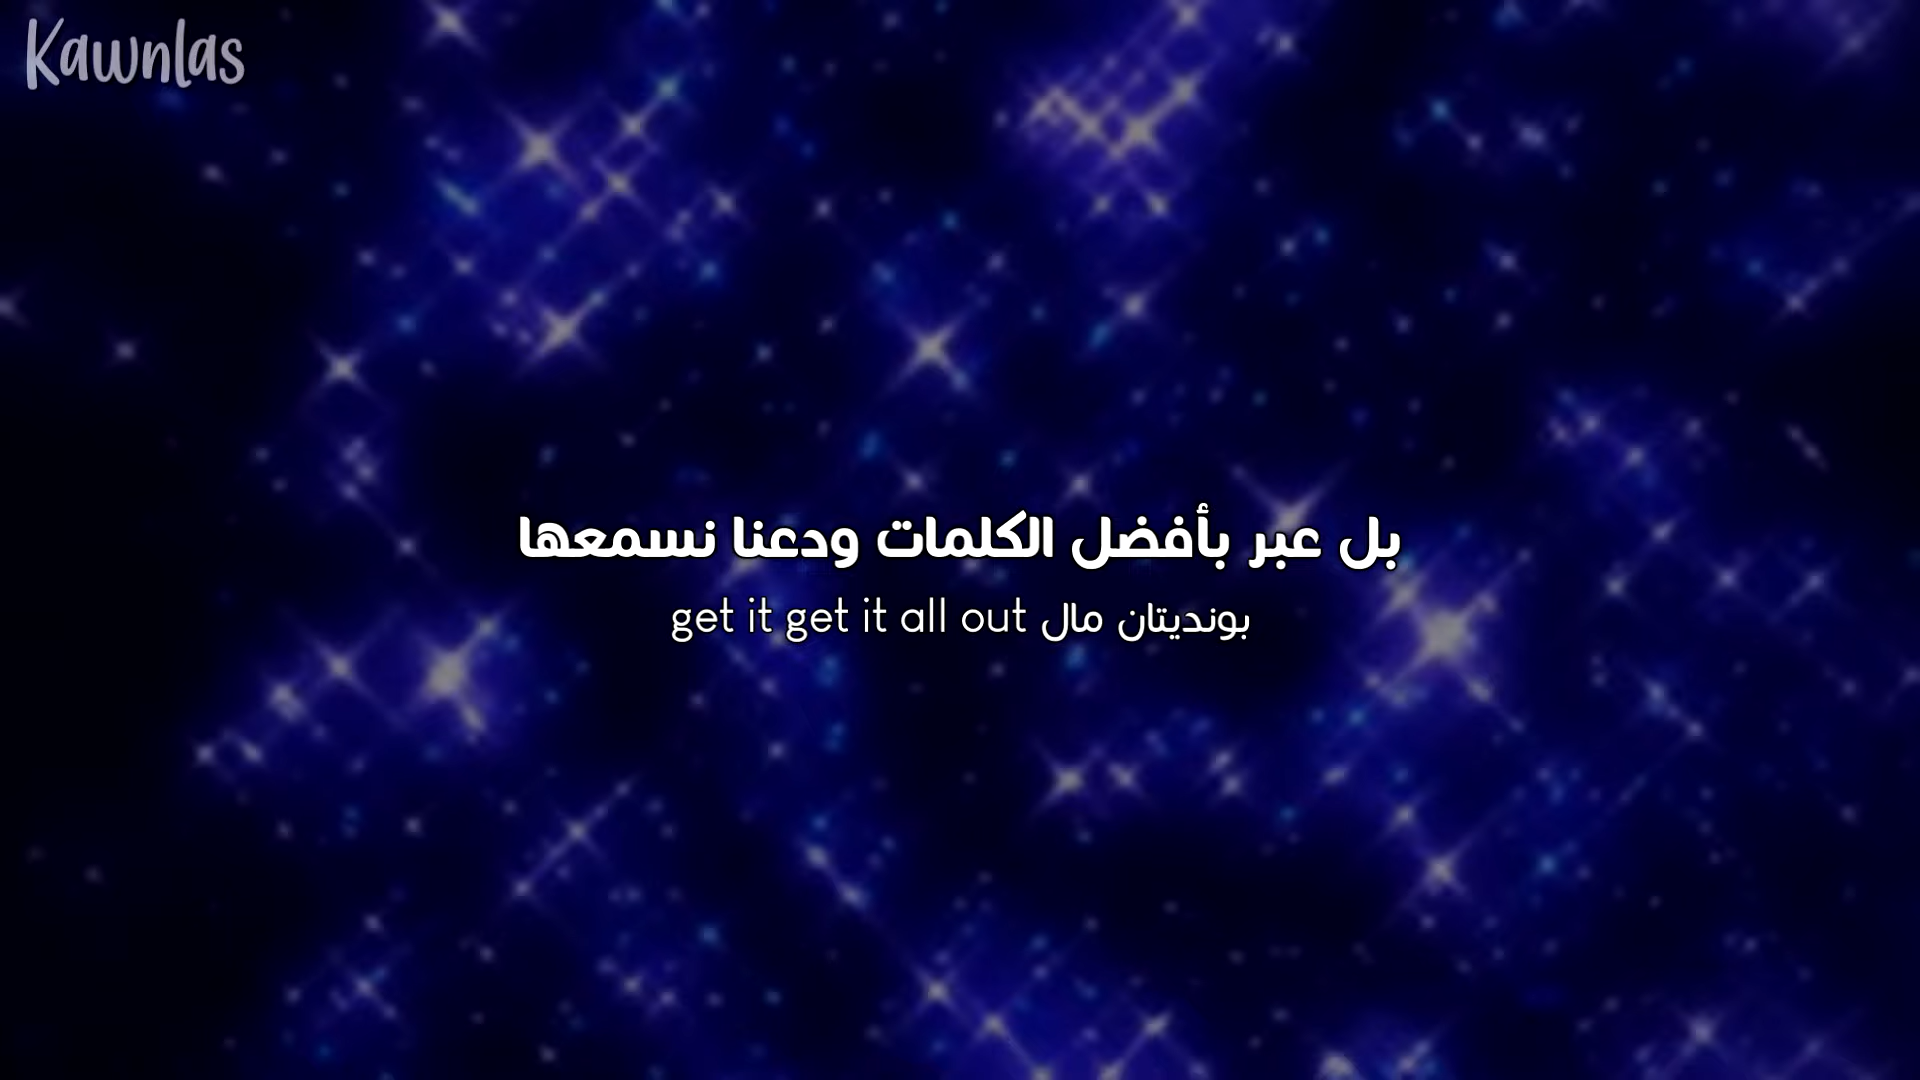 Kawnlas
بل عبر بأفضل الكلمات ودعنا نسمعها
بونديتان مال get it get it all out